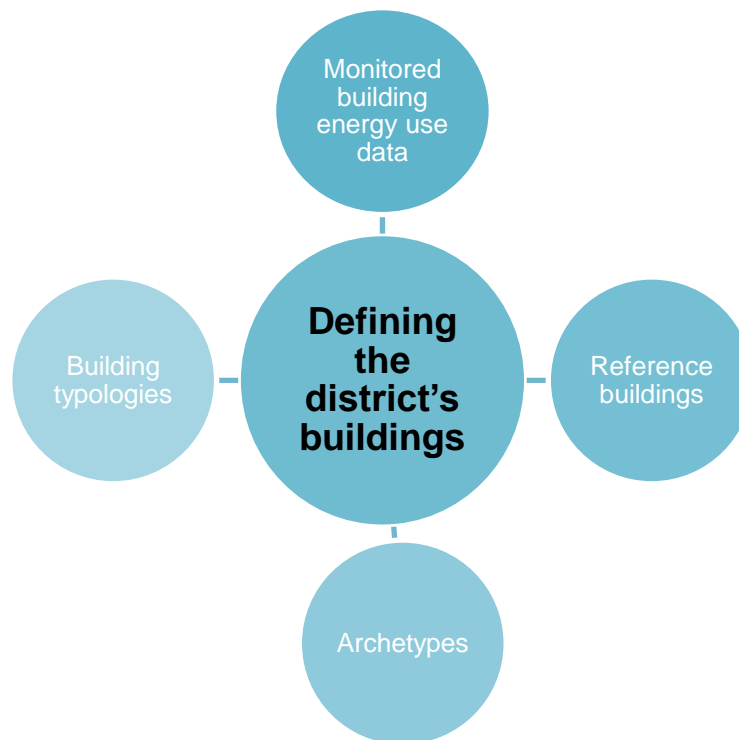 Monitored
building
energy use
data
Defining
the
district’s
buildings
Building
typologies
Reference
buildings
Archetypes